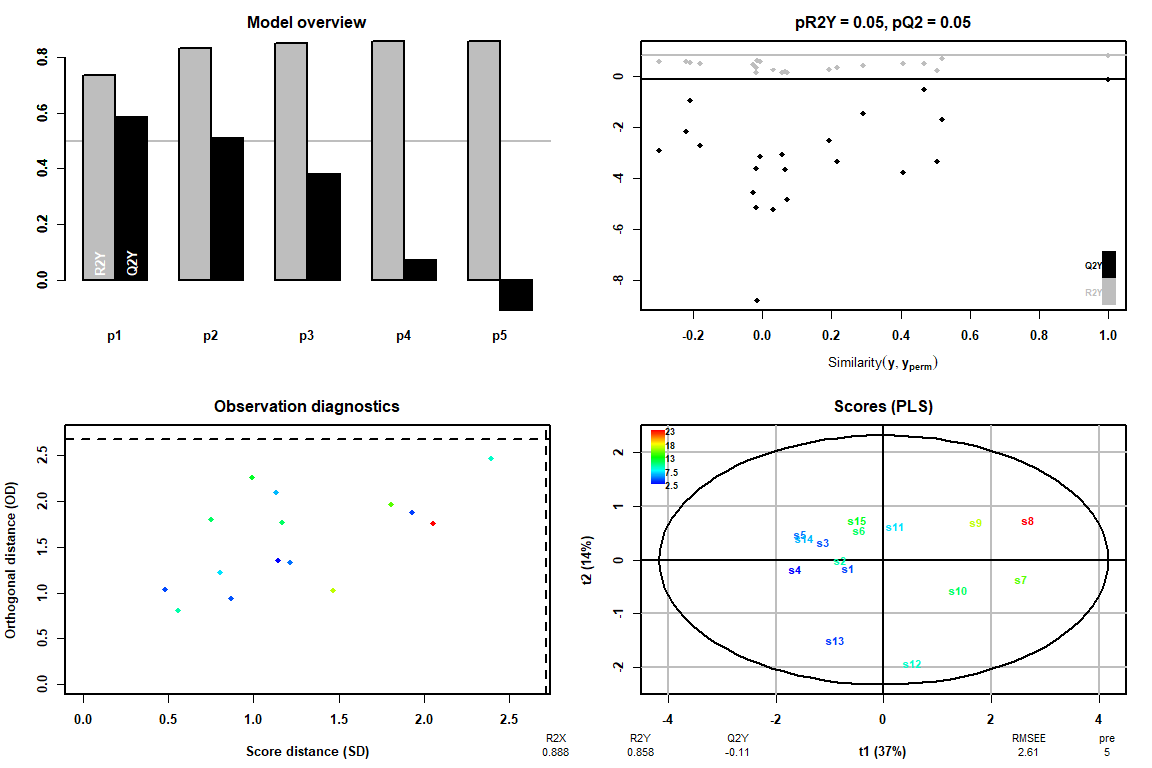 Model overview
0.8
0.6
0.4
0.2
0.0
R2Y
Q2Y
p1 p2 p3 p4 p5
pR2Y = 0.05, pQ2 = 0.05
0
-2
-4
-6
-8
Q2Y
R2Y
-0.2 0.0 0.2 0.4 0.6 0.8 1.0
Similarity(y, yperm)
Observation diagnostics
Orthogonal distance (OD)
2.5
2.0
1.5
1.0
0.5
0.0
0.0 0.5 1.0 1.5 2.0 2.5
Score distance (SD)
Scores (PLS)
t2 (14%)
2
1
0
-1
-2
23
18
13
7.5
2.5
s15
s6
s11
s9
s8
s5
s14
s3
s2
s1
s4
s7
s10
s13
s12
-4 -2 0 2 4
t1 (37%)
R2X R2Y Q2Y RMSEE pre
0.888 0.858 -0.11 2.61 5